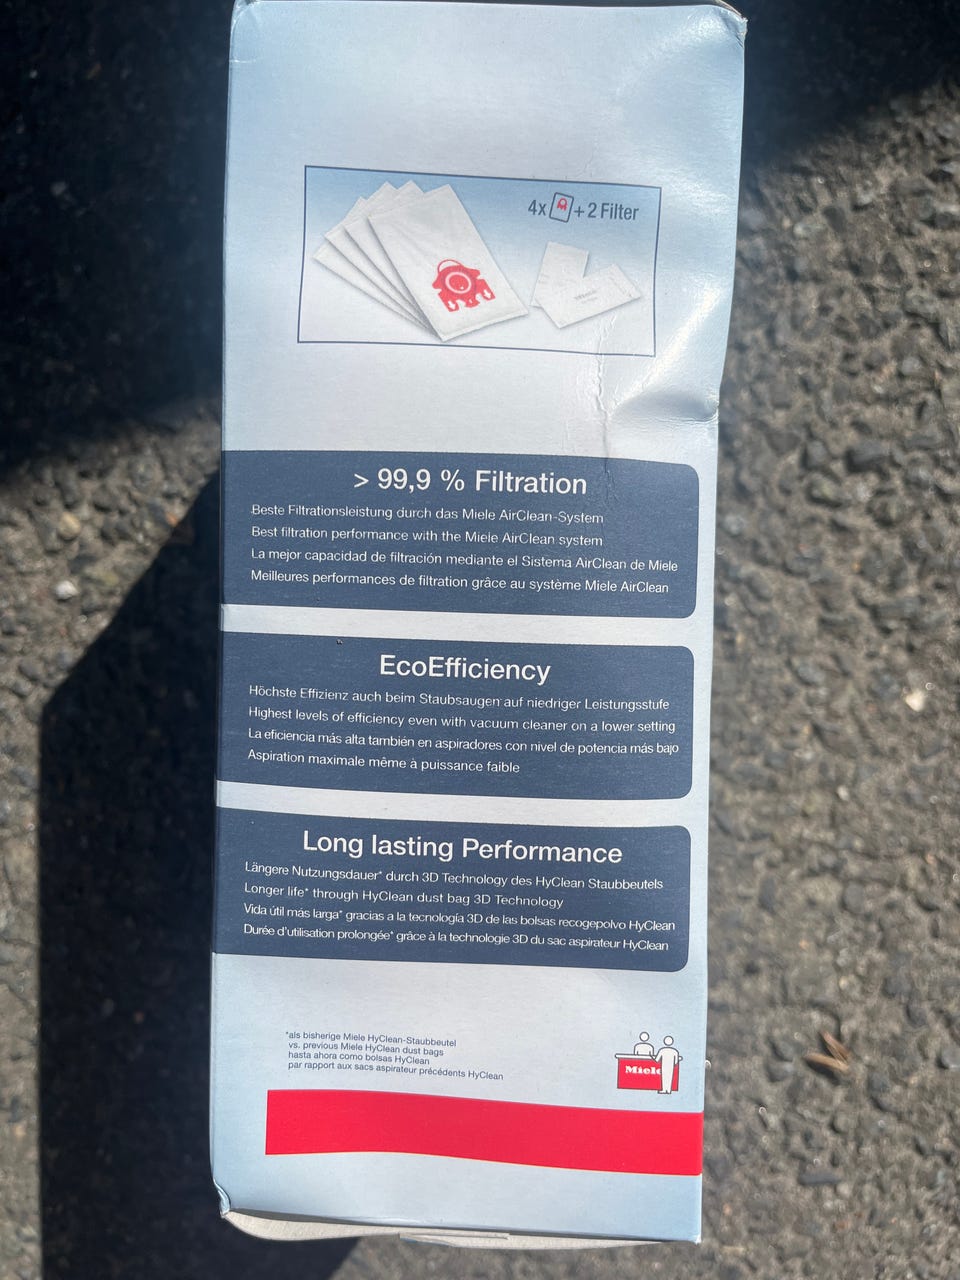 4x + 2 Filter
Miele
> 99,9 % Filtration
Beste Filtrationsleistung durch das Miele AirClean-System
Best filtration performance with the Miele AirClean system
La mejor capacidad de filtración mediante el Sistema AirClean de Miele
Meilleures performances de filtration grâce au système Miele AirClean
EcoEfficiency
Höchste Effizienz auch beim Staubsaugen auf niedriger Leistungsstufe
Highest levels of efficiency even with vacuum cleaner on a lower setting
La eficiencia más alta también en aspiradores con nivel de potencia más bajo
Aspiration maximale même à puissance faible
Long lasting Performance
Längere Nutzungsdauer* durch 3D Technology des HyClean Staubbeutels
Longer life* through HyClean dust bag 3D Technology
Vida útil más larga* gracias a la tecnología 3D de las bolsas recogepolvo HyClean
Durée d'utilisation prolongée* grâce à la technologie 3D du sac aspirateur HyClean
*als bisherige Miele HyClean-Staubbeutel
vs. previous Miele HyClean dust bags
hasta ahora como bolsas HyClean
par rapport aux sacs aspirateur précédents HyClean
Miele